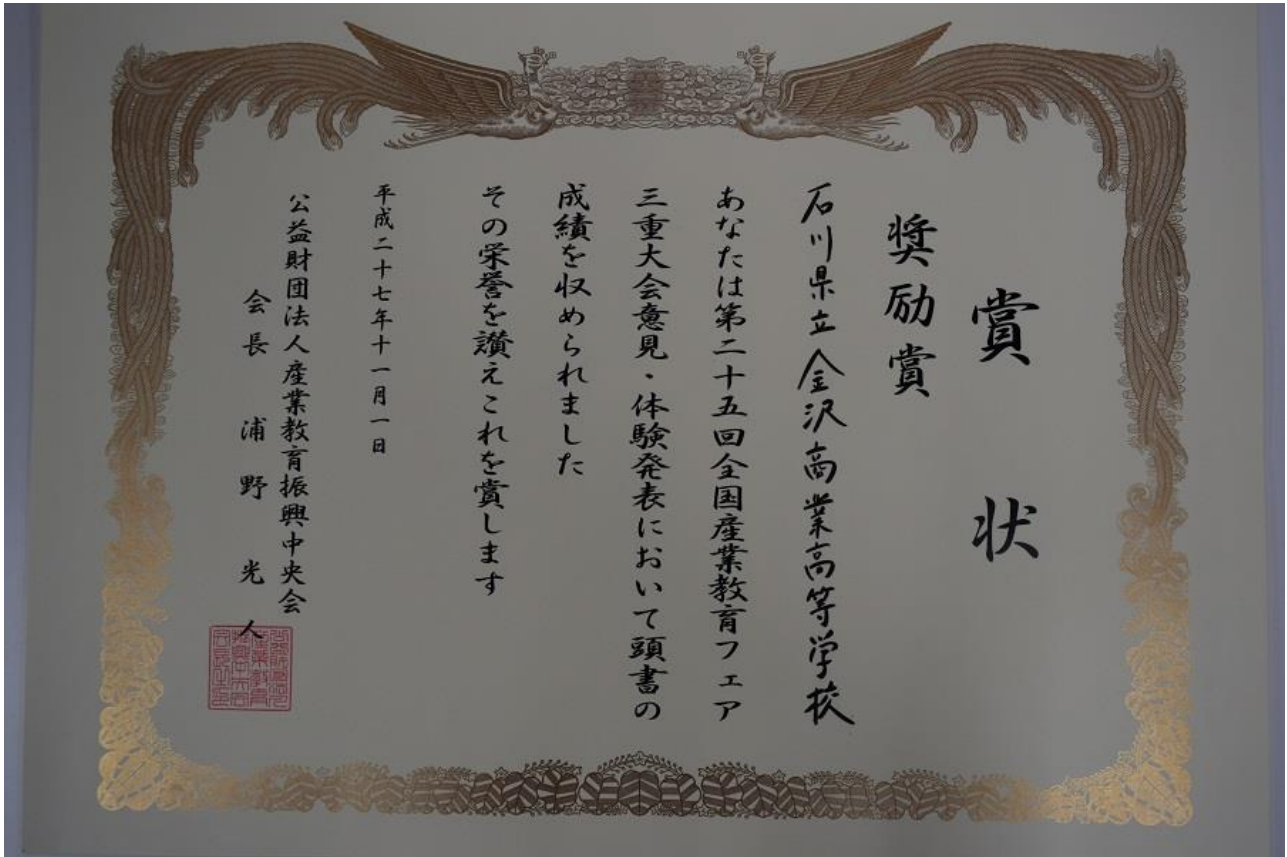 賞状
奨励賞
石川県立金沢商業高等学校
あなたは第二十五回全国産業教育フェア
三重大会意見・体験発表において頭書の
成績を収められました
その栄誉を讃えこれを賞します
平成二十七年十一月一日
公益財団法人産業教育振興中央会
会長 浦野光人